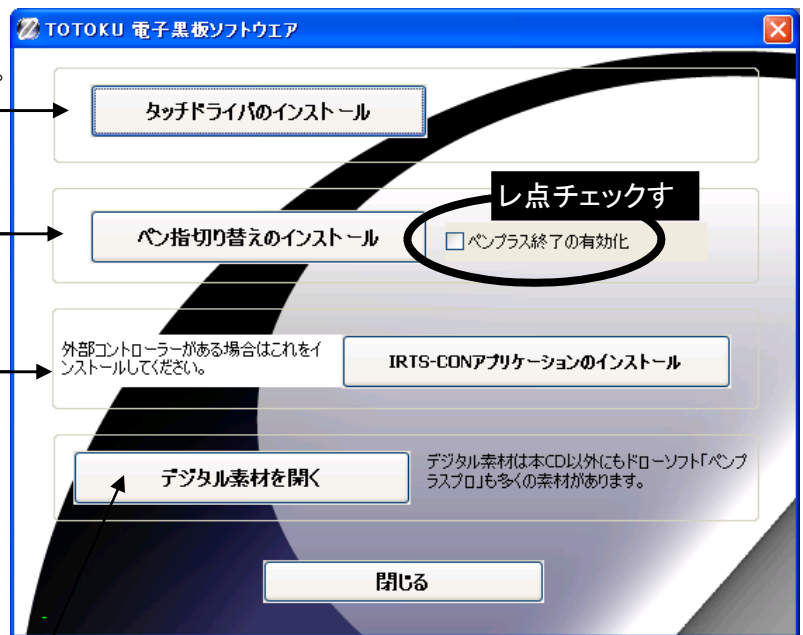 TOTOKU 電子黒板ソフトウエア
。
タッチドライバのインストール
レ点チェックす
ペン指切り替えのインストール
ペンプラス終了の有効化
外部コントローラーがある場合はこれをイ
ンストールしてください。
IRTS-CONアプリケーションのインストール
デジタル素材を開く
デジタル素材は本CD以外にもドローソフト「ペンプ
ラスプロ」も多くの素材があります。
閉じる